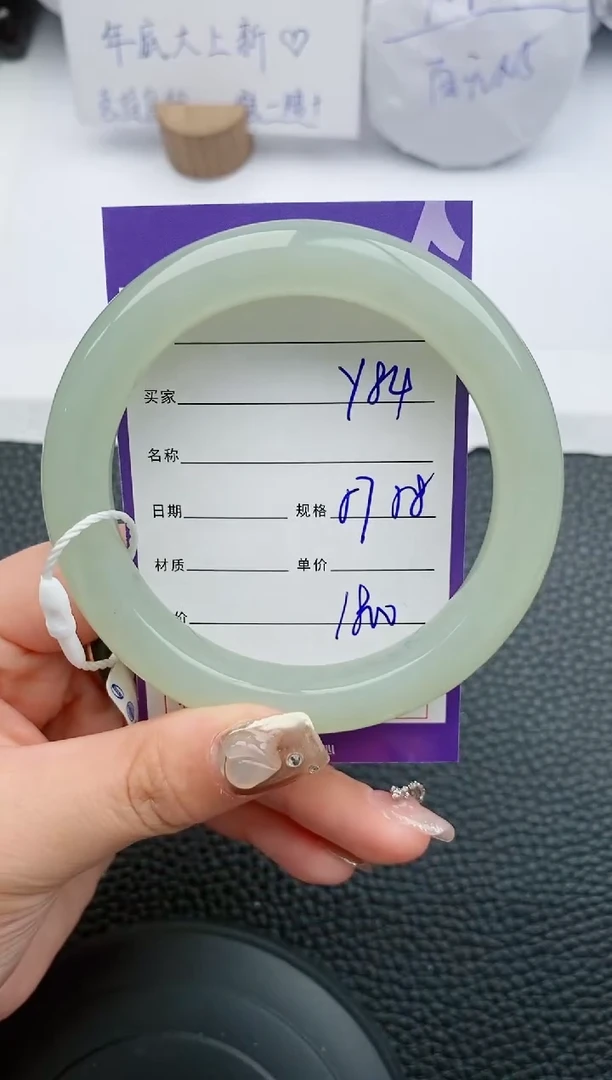 年底大上新♡
买家 Y84
名称
日期 规格 57 58
材质 单价
价 1800